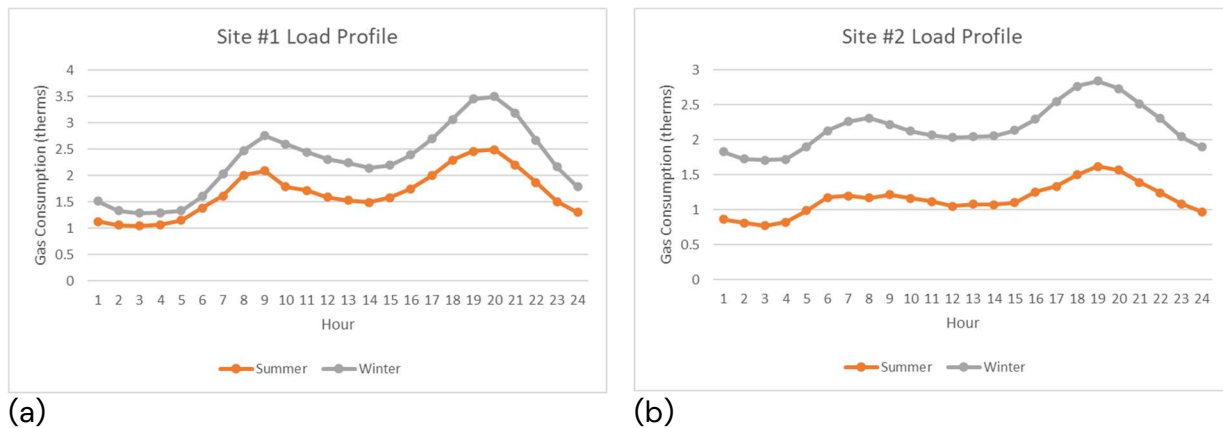 Site #1 Load Profile
Gas Consumption (therms)
4
3.5
3
2.5
2
1.5
1
0.5
0
1 2 3 4 5 6 7 8 9 10 11 12 13 14 15 16 17 18 19 20 21 22 23 24
Hour
Summer Winter
(a)
Site #2 Load Profile
Gas Consumption (therms)
3
2.5
2
1.5
1
0.5
0
1 2 3 4 5 6 7 8 9 10 11 12 13 14 15 16 17 18 19 20 21 22 23 24
Hour
Summer Winter
(b)